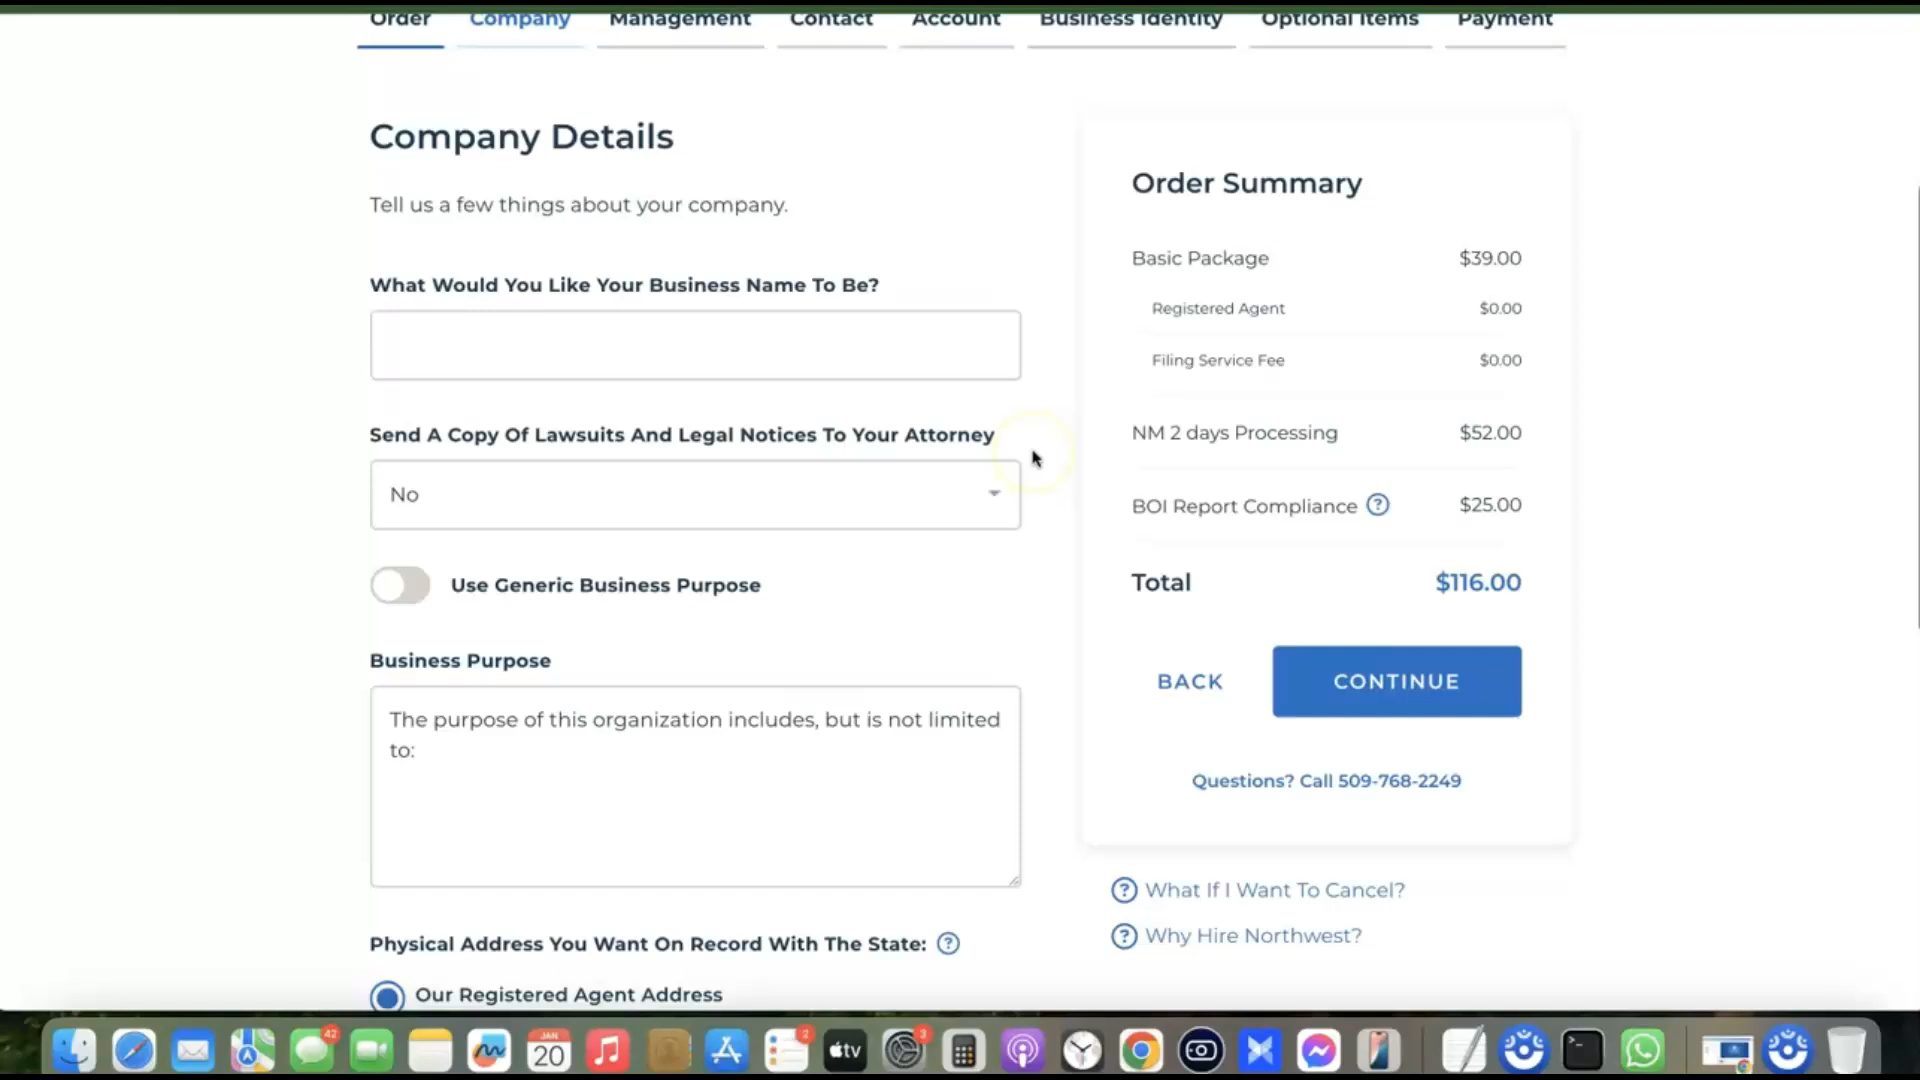 Order Company Management Contact Account Business Identity Optional Items Payment
Company Details
Tell us a few things about your company.
What Would You Like Your Business Name To Be?
Send A Copy Of Lawsuits And Legal Notices To Your Attorney
No
Use Generic Business Purpose
Business Purpose
The purpose of this organization includes, but is not limited
to:
Physical Address You Want On Record With The State: ?
Our Registered Agent Address
Order Summary
Basic Package $39.00
Registered Agent $0.00
Filing Service Fee $0.00
NM 2 days Processing $52.00
BOI Report Compliance ? $25.00
Total $116.00
BACK CONTINUE
Questions? Call 509-768-2249
? What If I Want To Cancel?
? Why Hire Northwest?
42
JAN
20
2
tv
3